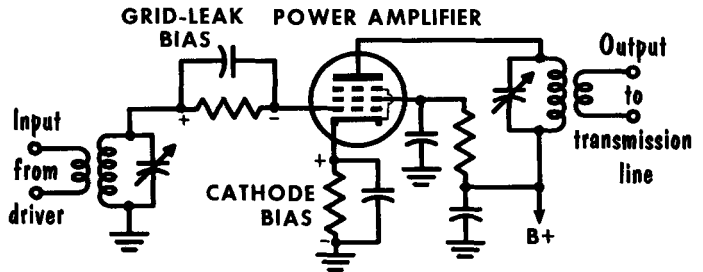 GRID-LEAK
BIAS
POWER AMPLIFIER
+
-
Input
from
driver
+
CATHODE
BIAS
-
Output
to
transmission
line
B+